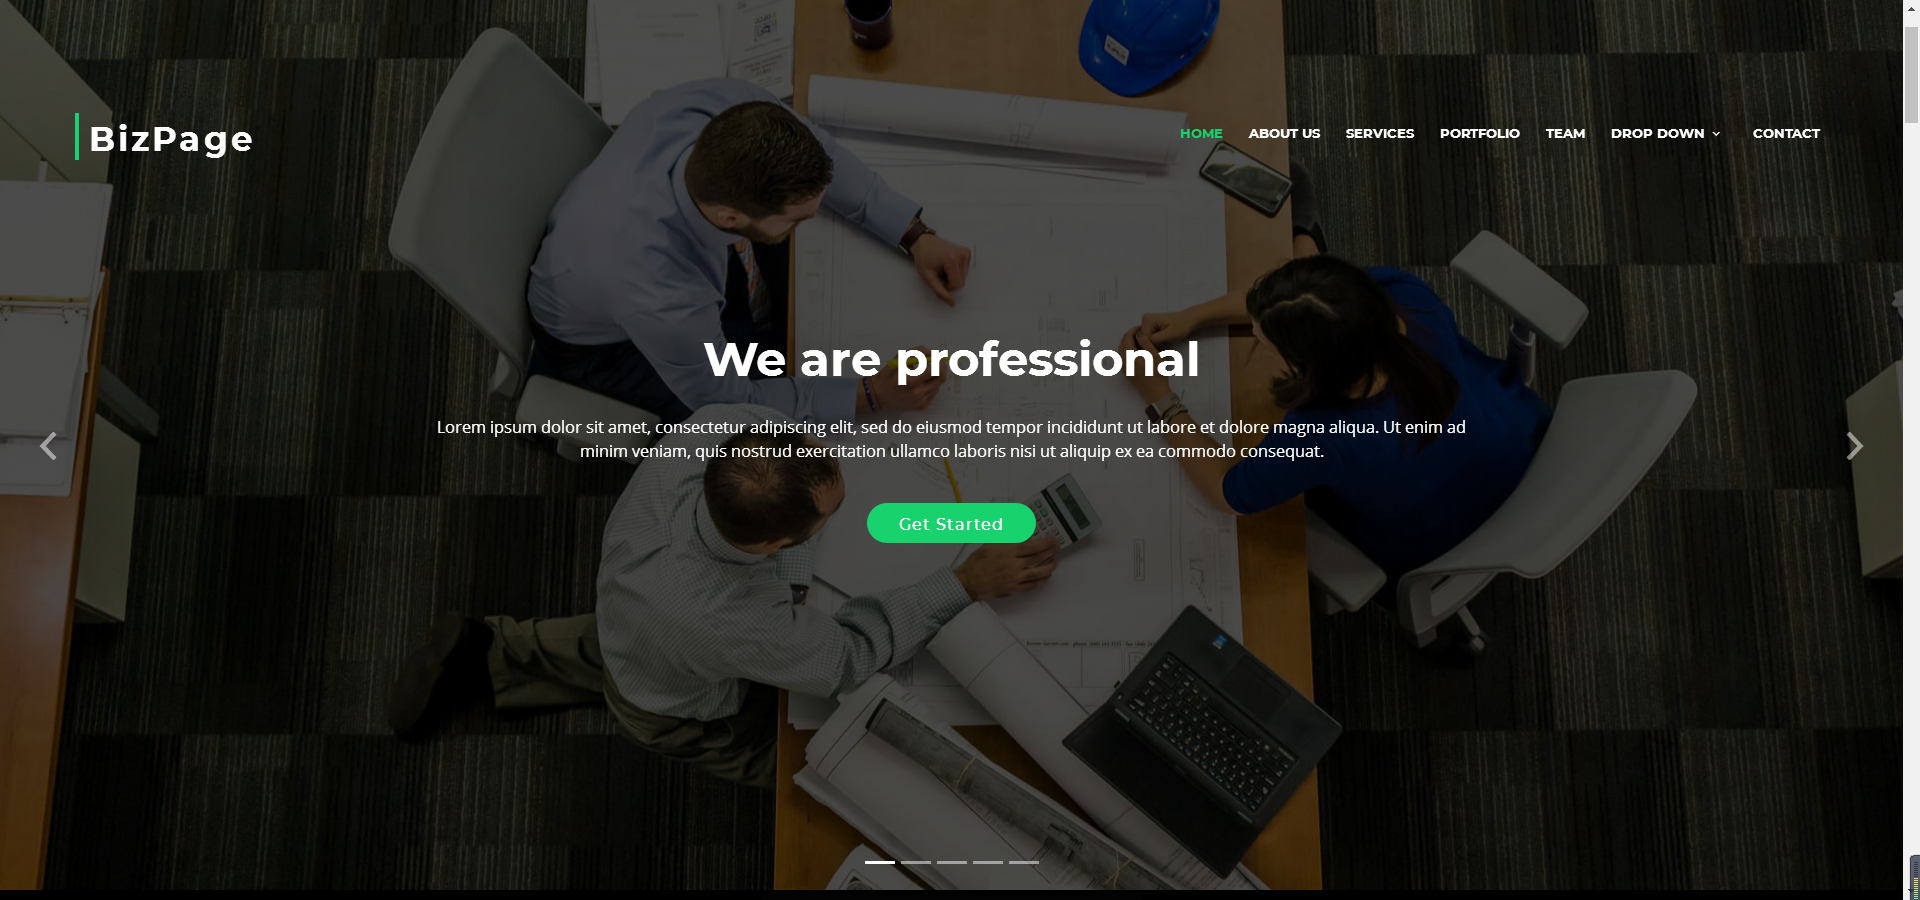 BizPage
HOME ABOUT US SERVICES PORTFOLIO TEAM DROP DOWN CONTACT
We are professional
Lorem ipsum dolor sit amet, consectetur adipiscing elit, sed do eiusmod tempor incididunt ut labore et dolore magna aliqua. Ut enim ad
minim veniam, quis nostrud exercitation ullamco laboris nisi ut aliquip ex ea commodo consequat.
Get Started